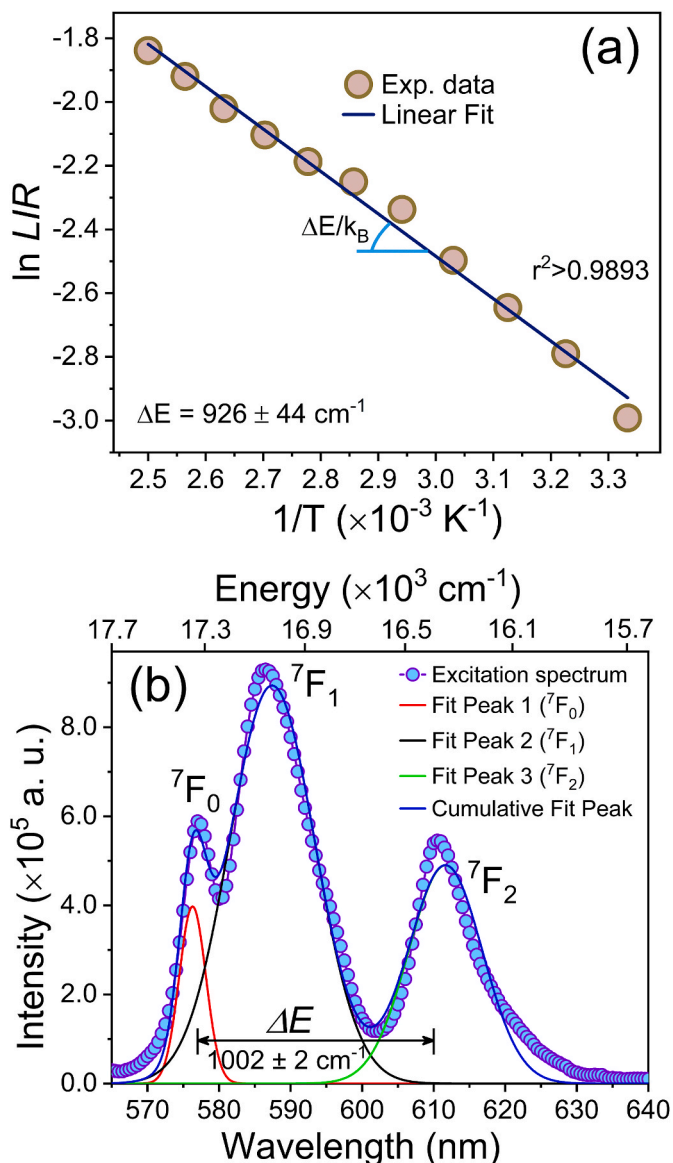 (a)
-1.8
-2.0
-2.2
-2.4
-2.6
-2.8
-3.0
ln LIR
Exp. data
Linear Fit
ΔE/k_B
r²>0.9893
ΔE = 926 ± 44 cm⁻¹
2.5 2.6 2.7 2.8 2.9 3.0 3.1 3.2 3.3
1/T (×10⁻³ K⁻¹)
Energy (×10³ cm⁻¹)
17.7 17.3 16.9 16.5 16.1 15.7
(b)
⁷F₁
⁷F₀
⁷F₂
Excitation spectrum
Fit Peak 1 (⁷F₀)
Fit Peak 2 (⁷F₁)
Fit Peak 3 (⁷F₂)
Cumulative Fit Peak
8.0
6.0
4.0
2.0
0.0
Intensity (×10⁵ a. u.)
ΔE
1002 ± 2 cm⁻¹
570 580 590 600 610 620 630 640
Wavelength (nm)